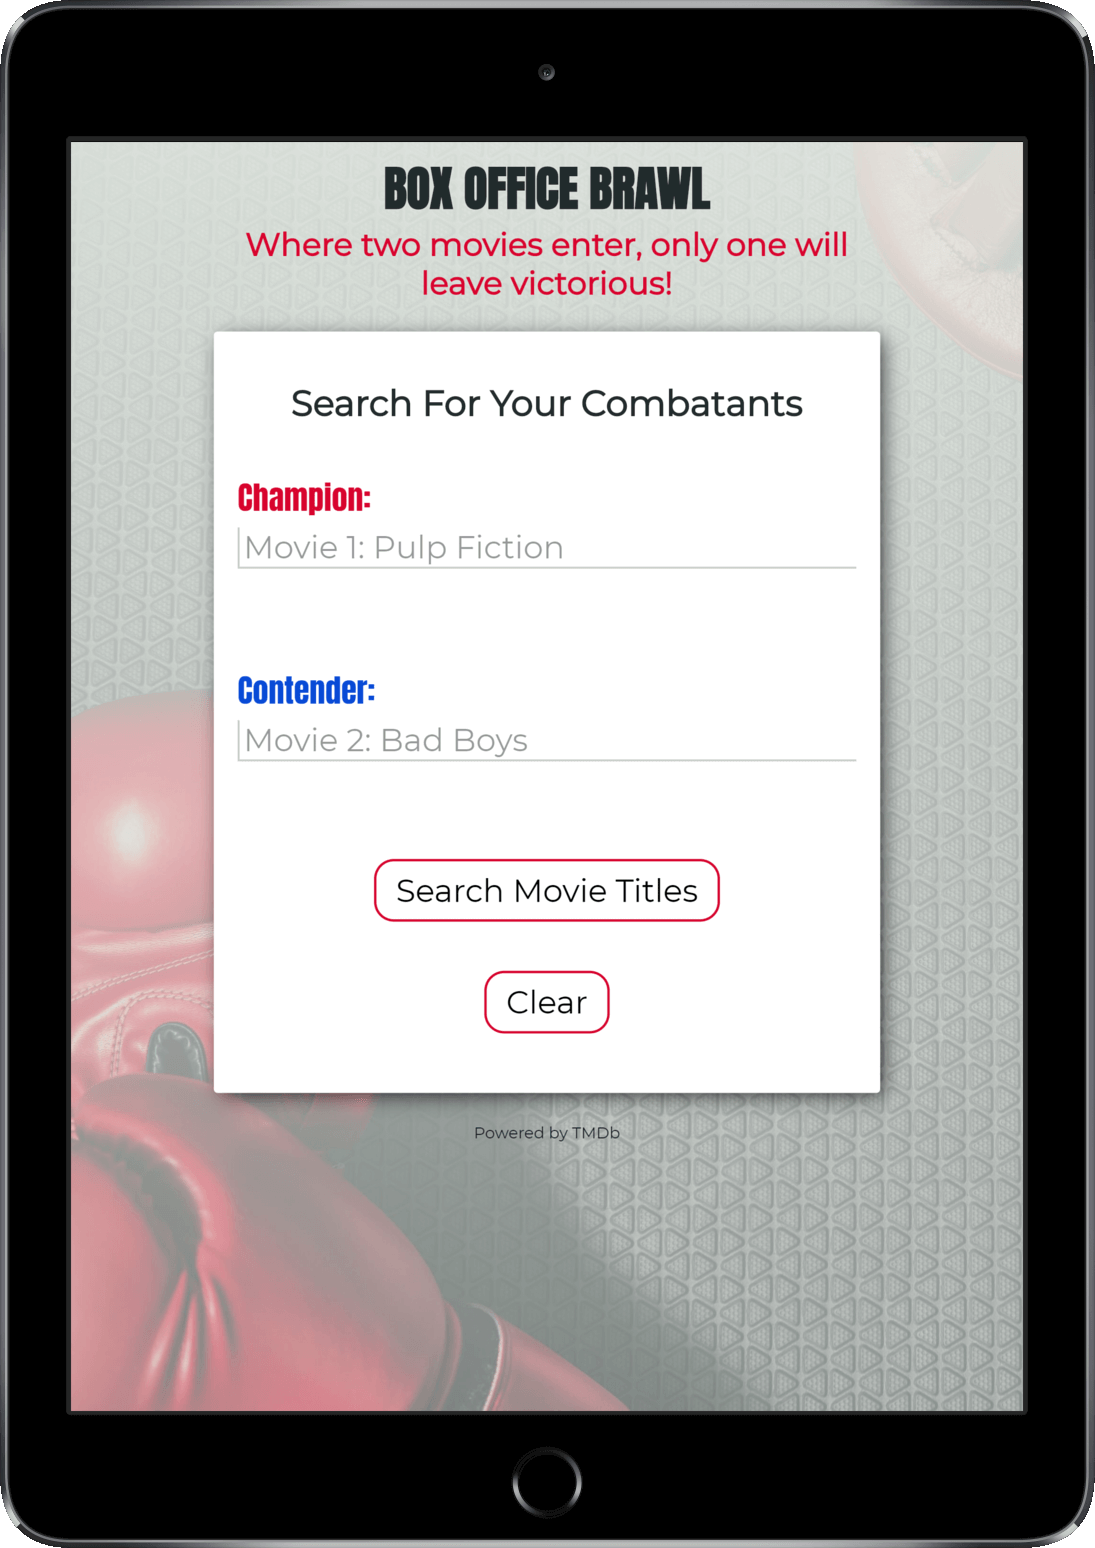 BOX OFFICE BRAWL
Where two movies enter, only one will
leave victorious!
Search For Your Combatants
Champion:
Movie 1: Pulp Fiction
Contender:
Movie 2: Bad Boys
Search Movie Titles
Clear
Powered by TMDb